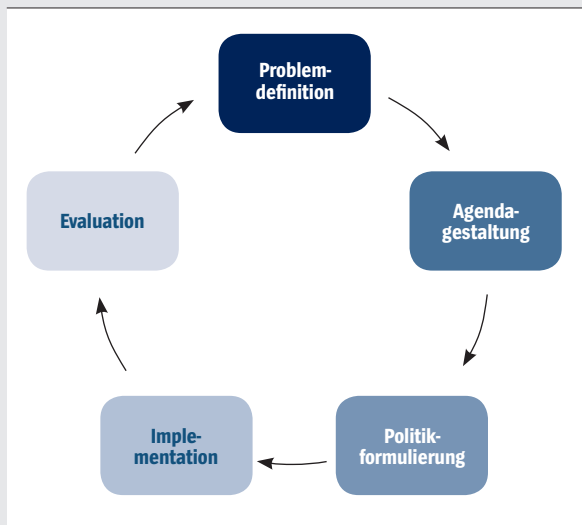 Problem-
definition
Agenda-
gestaltung
Politik-
formulierung
Imple-
mentation
Evaluation